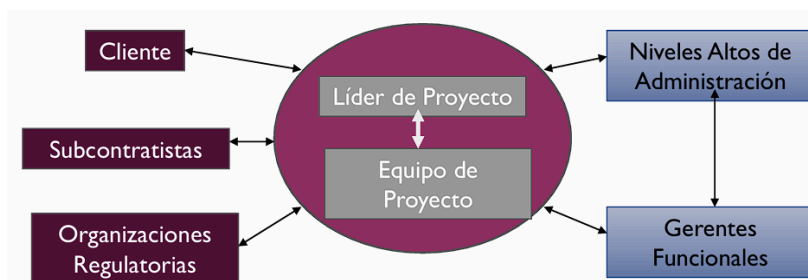 Cliente
Subcontratistas
Organizaciones
Regulatorias
Líder de Proyecto
Equipo de
Proyecto
Niveles Altos de
Administración
Gerentes
Funcionales